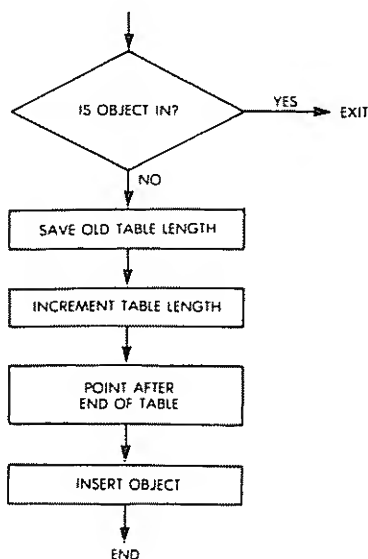 IS OBJECT IN?
YES
EXIT
NO
SAVE OLD TABLE LENGTH
INCREMENT TABLE LENGTH
POINT AFTER
END OF TABLE
INSERT OBJECT
END